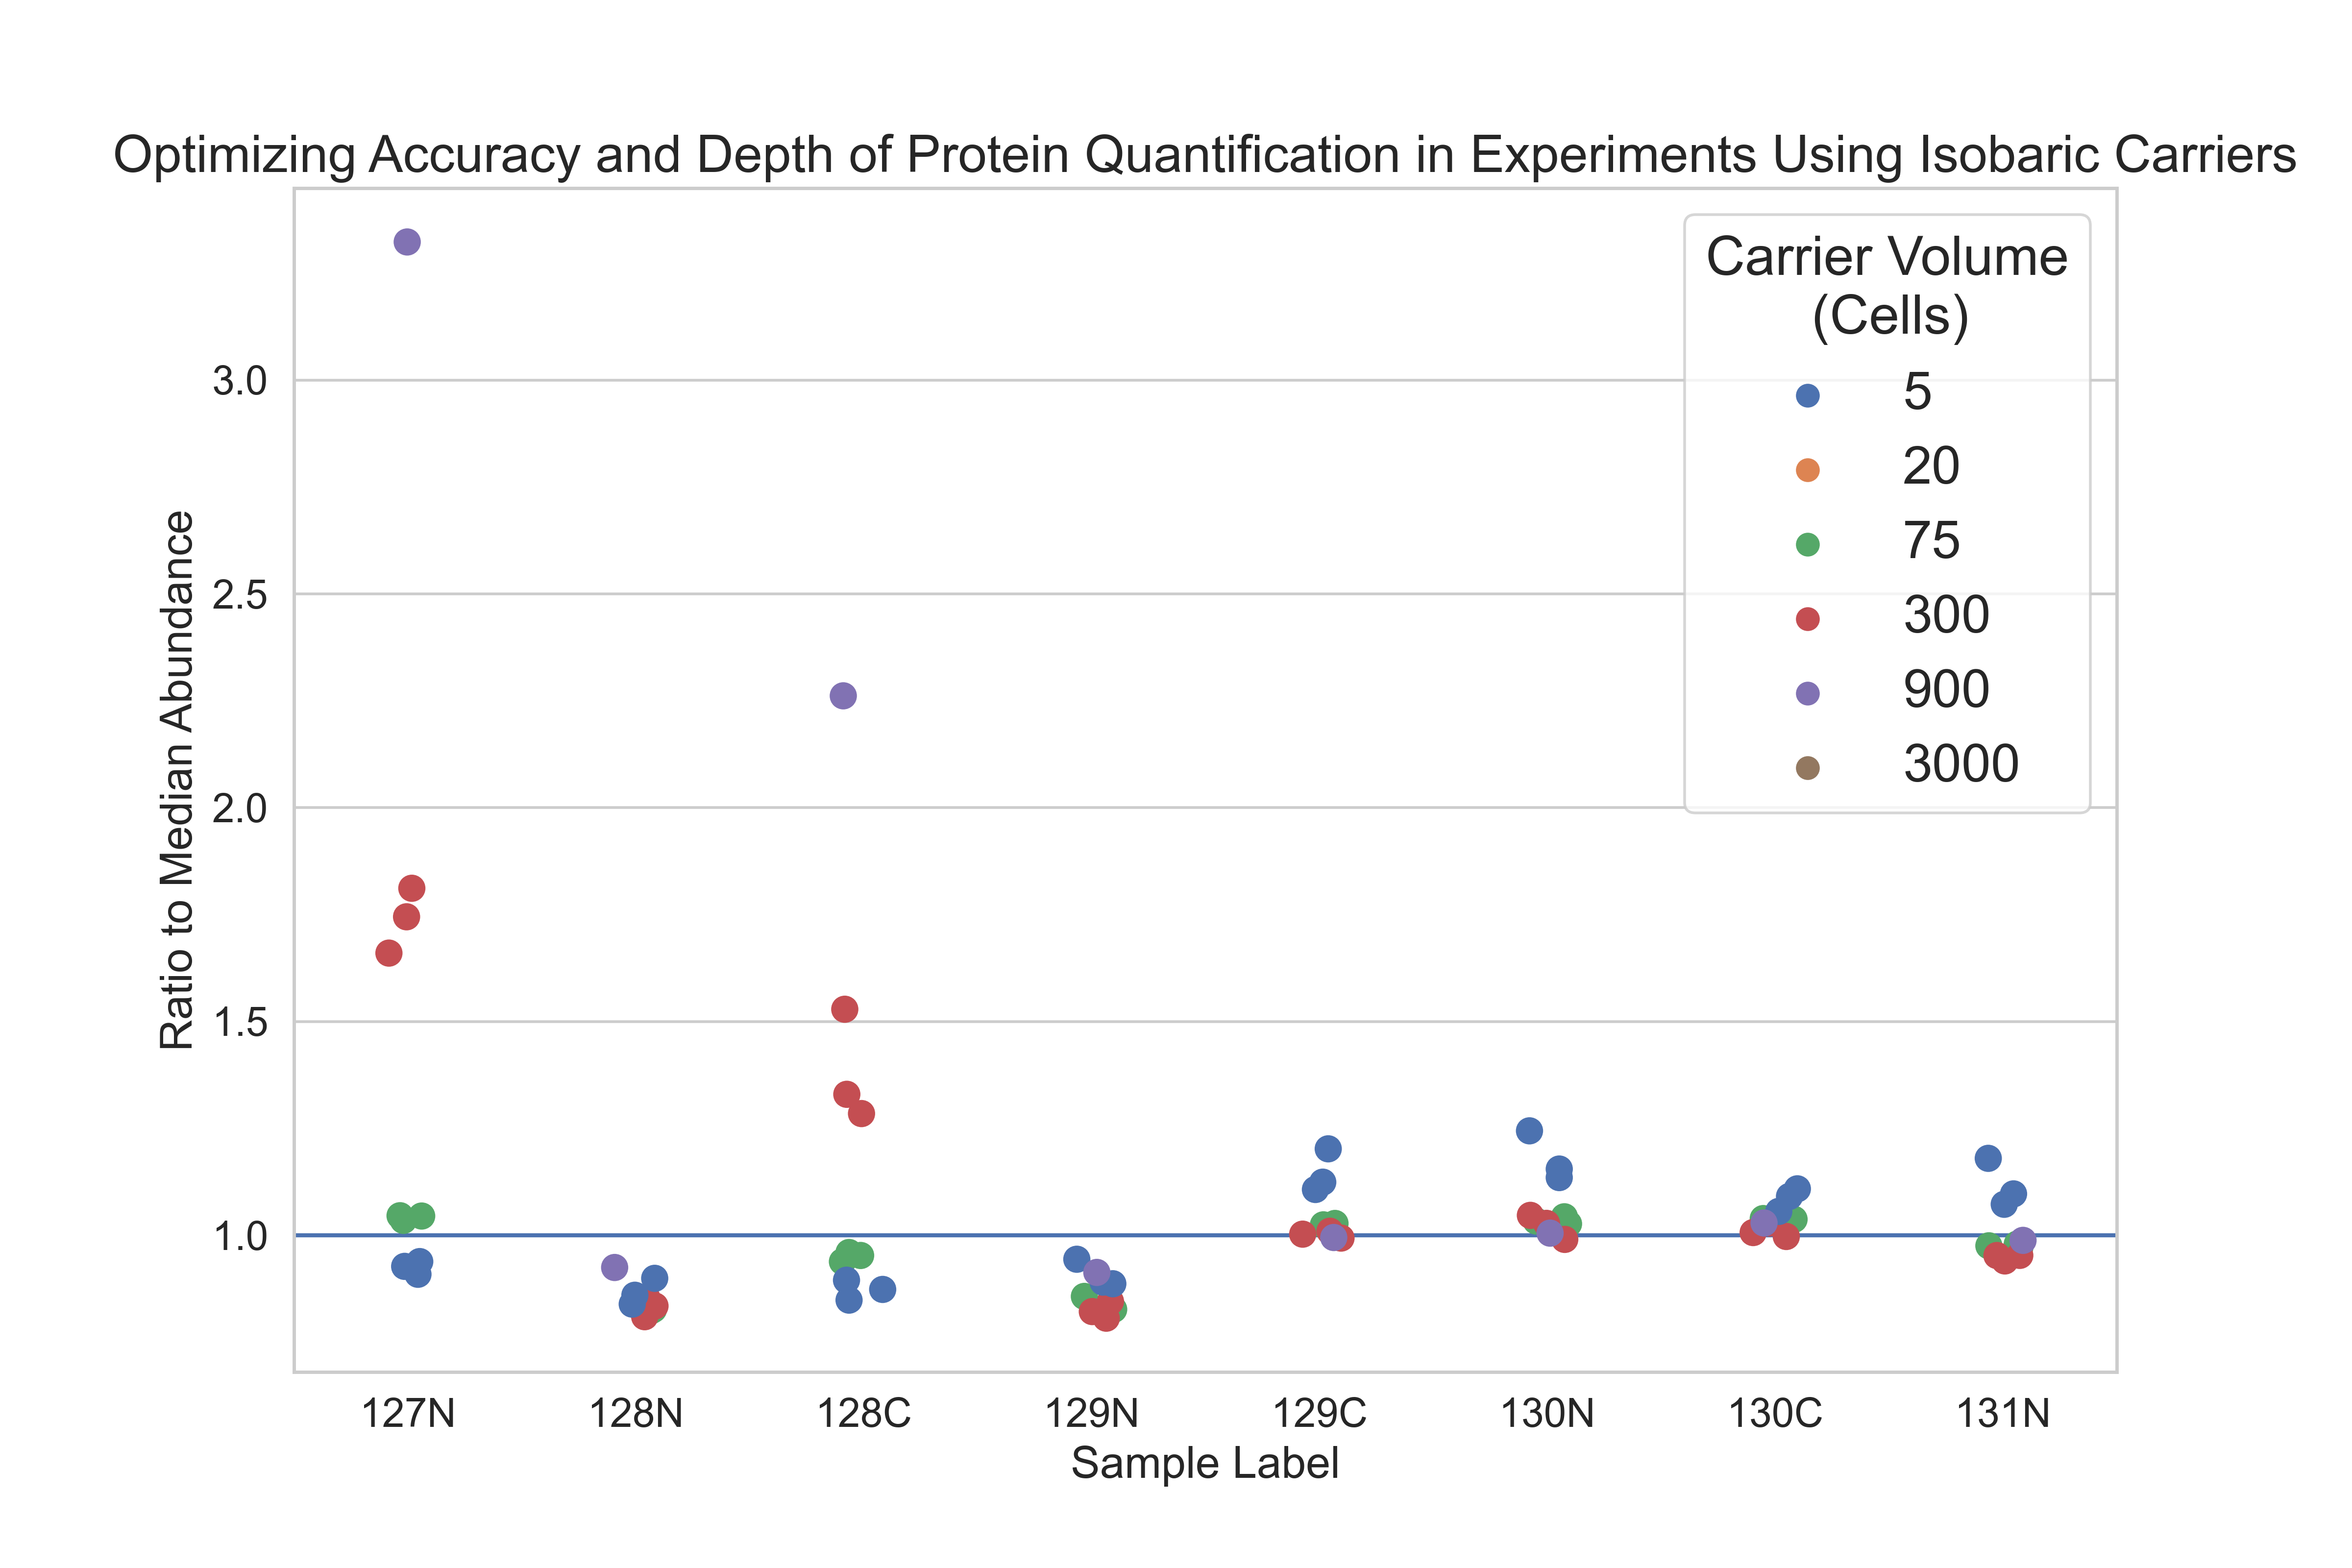 Optimizing Accuracy and Depth of Protein Quantification in Experiments Using Isobaric Carriers
Carrier Volume
(Cells)
5
20
75
300
900
3000
Ratio to Median Abundance
3.0
2.5
2.0
1.5
1.0
127N
128N
128C
129N
129C
130N
130C
131N
Sample Label